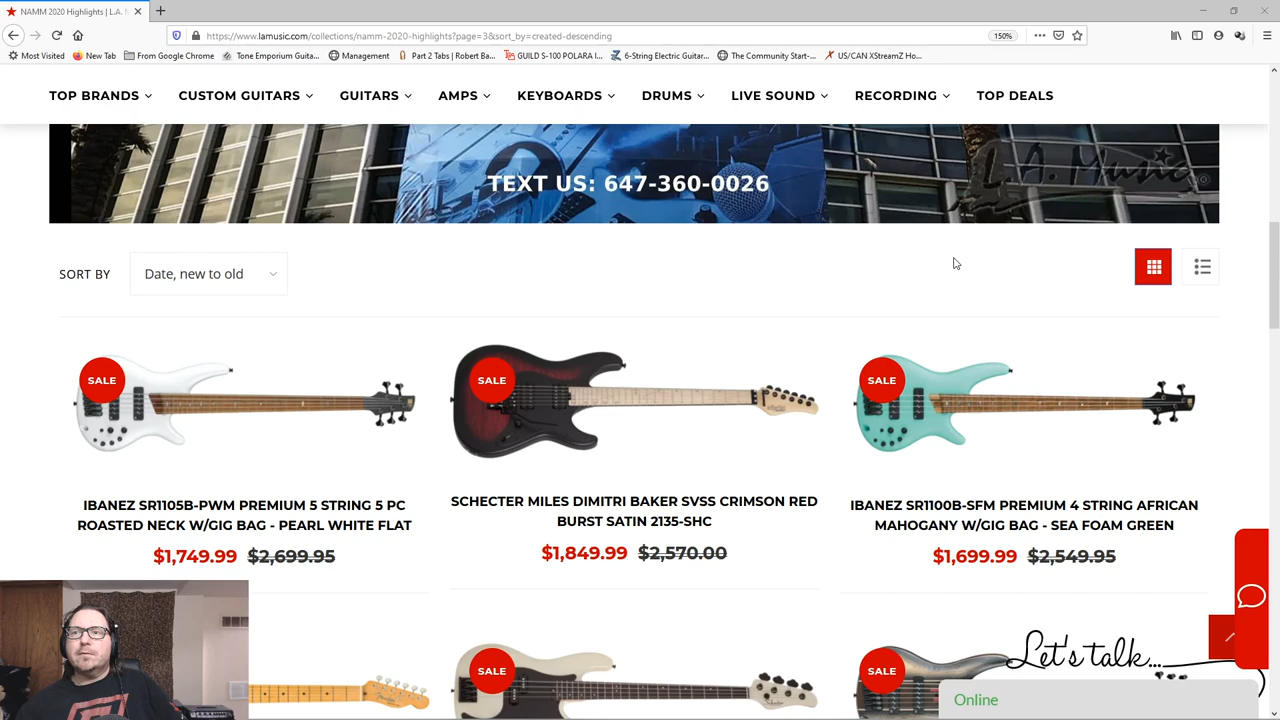 NAMM 2020 Highlights | L.A. M
https://www.lamusic.com/collections/namm-2020-highlights?page=3&sort_by=created-descending
150%
Most Visited
New Tab
From Google Chrome
Tone Emporium Guita...
Management
Part 2 Tabs | Robert Ba...
GUILD S-100 POLARA I...
6-String Electric Guitar...
The Community Start-...
US/CAN XStreamZ Ho...
TOP BRANDS
CUSTOM GUITARS
GUITARS
AMPS
KEYBOARDS
DRUMS
LIVE SOUND
RECORDING
TOP DEALS
TEXT US: 647-360-0026
L.A. Music
SORT BY
Date, new to old
SALE
SALE
SALE
IBANEZ SR1105B-PWM PREMIUM 5 STRING 5 PC
ROASTED NECK W/GIG BAG - PEARL WHITE FLAT
$1,749.99 $2,699.95
SCHECTER MILES DIMITRI BAKER SVSS CRIMSON RED
BURST SATIN 2135-SHC
$1,849.99 $2,570.00
IBANEZ SR1100B-SFM PREMIUM 4 STRING AFRICAN
MAHOGANY W/GIG BAG - SEA FOAM GREEN
$1,699.99 $2,549.95
SALE
SALE
Let's talk...
Online